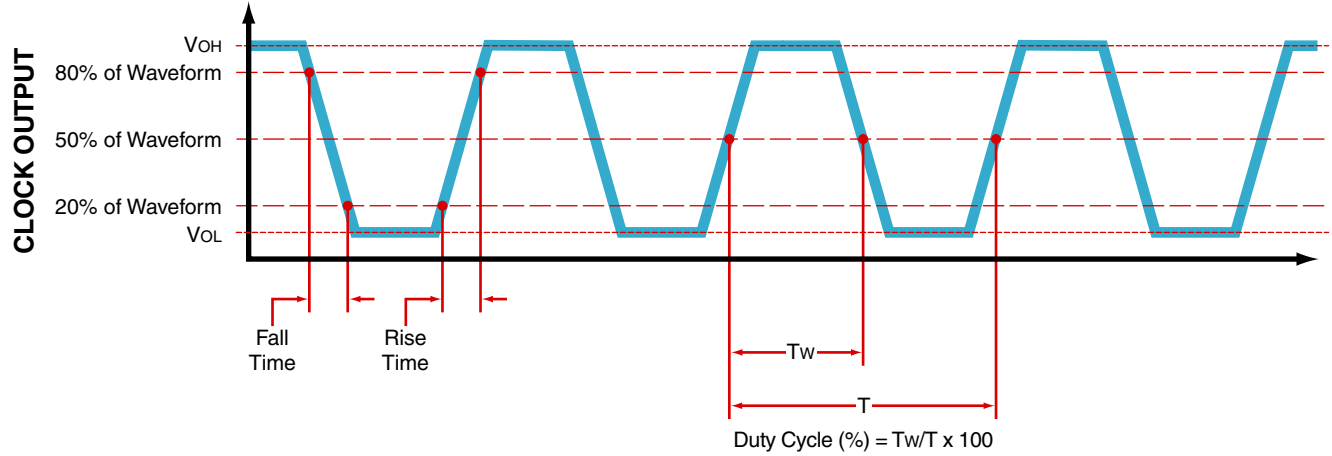 CLOCK OUTPUT
VOH
80% of Waveform
50% of Waveform
20% of Waveform
VOL
Fall
Time
Rise
Time
TW
T
Duty Cycle (%) = TW/T x 100